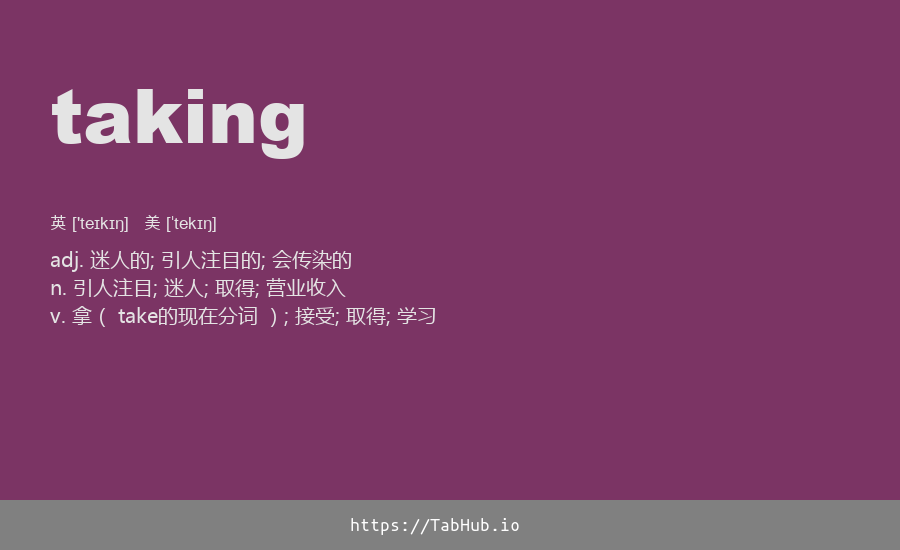 taking
英 ['teɪkɪŋ] 美 [ˈtekɪŋ]
adj. 迷人的; 引人注目的; 会传染的
n. 引人注目; 迷人; 取得; 营业收入
v. 拿（ take的现在分词 ）; 接受; 取得; 学习
https://TabHub.io